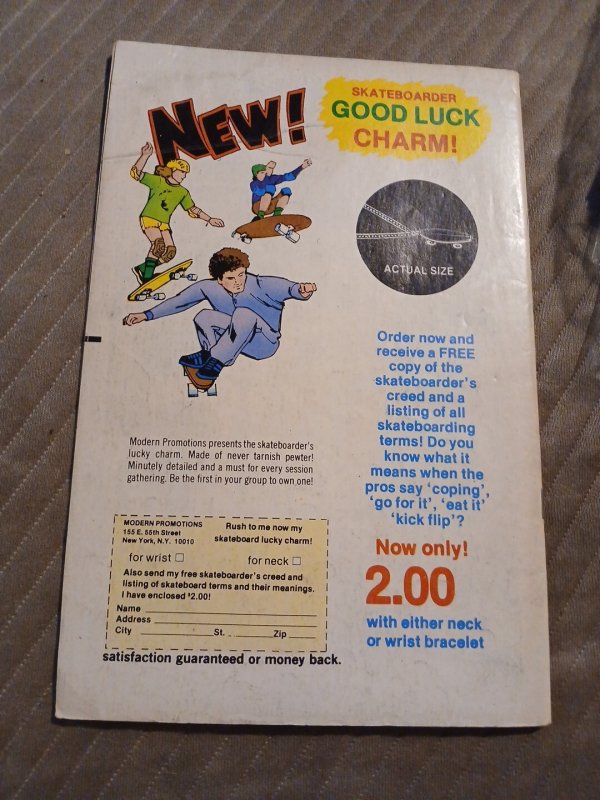 NEW!
SKATEBOARDER
GOOD LUCK
CHARM!
ACTUAL SIZE
Order now and
receive a FREE
copy of the
skateboarder's
creed and a
listing of all
skateboarding
terms! Do you
know what it
means when the
pros say 'coping',
'go for it', 'eat it'
'kick flip'?
Now only!
2.00
with either neck
or wrist bracelet
Modern Promotions presents the skateboarder's
lucky charm. Made of never tarnish pewter!
Minutely detailed and a must for every session
gathering. Be the first in your group to own one!
MODERN PROMOTIONS
155 E. 55th Street
New York, N.Y. 10010
Rush to me now my
skateboard lucky charm!
for wrist □ for neck □
Also send my free skateboarder's creed and
listing of skateboard terms and their meanings.
I have enclosed $2.00!
Name
Address
City St. Zip
satisfaction guaranteed or money back.